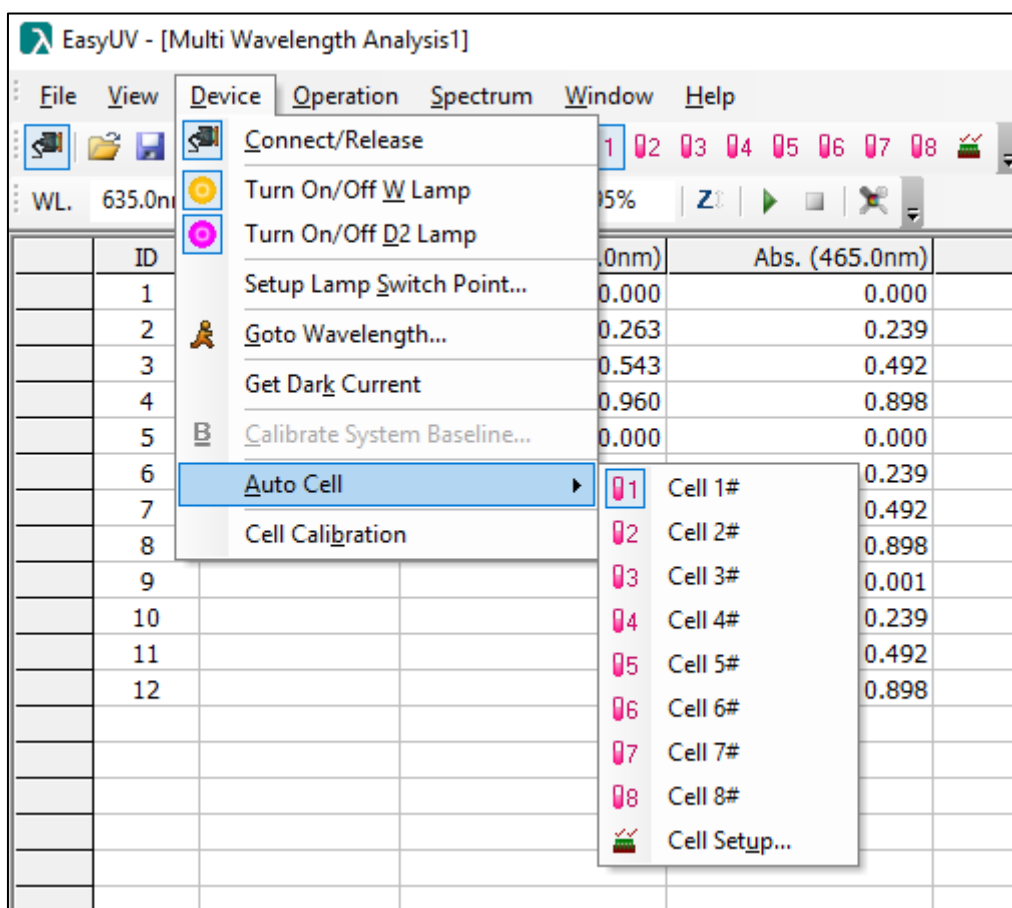 EasyUV - [Multi Wavelength Analysis1]
File View Device Operation Spectrum Window Help
1 2 3 4 5 6 7 8
WL. 635.0n 95%
Connect/Release
Turn On/Off W Lamp
Turn On/Off D2 Lamp
Setup Lamp Switch Point...
Goto Wavelength...
Get Dark Current
B Calibrate System Baseline...
Auto Cell
Cell Calibration
1 Cell 1#
2 Cell 2#
3 Cell 3#
4 Cell 4#
5 Cell 5#
6 Cell 6#
7 Cell 7#
8 Cell 8#
Cell Setup...
ID .0nm) Abs. (465.0nm)
1 0.000 0.000
2 0.263 0.239
3 0.543 0.492
4 0.960 0.898
5 0.000 0.000
6 0.239
7 0.492
8 0.898
9 0.001
10 0.239
11 0.492
12 0.898